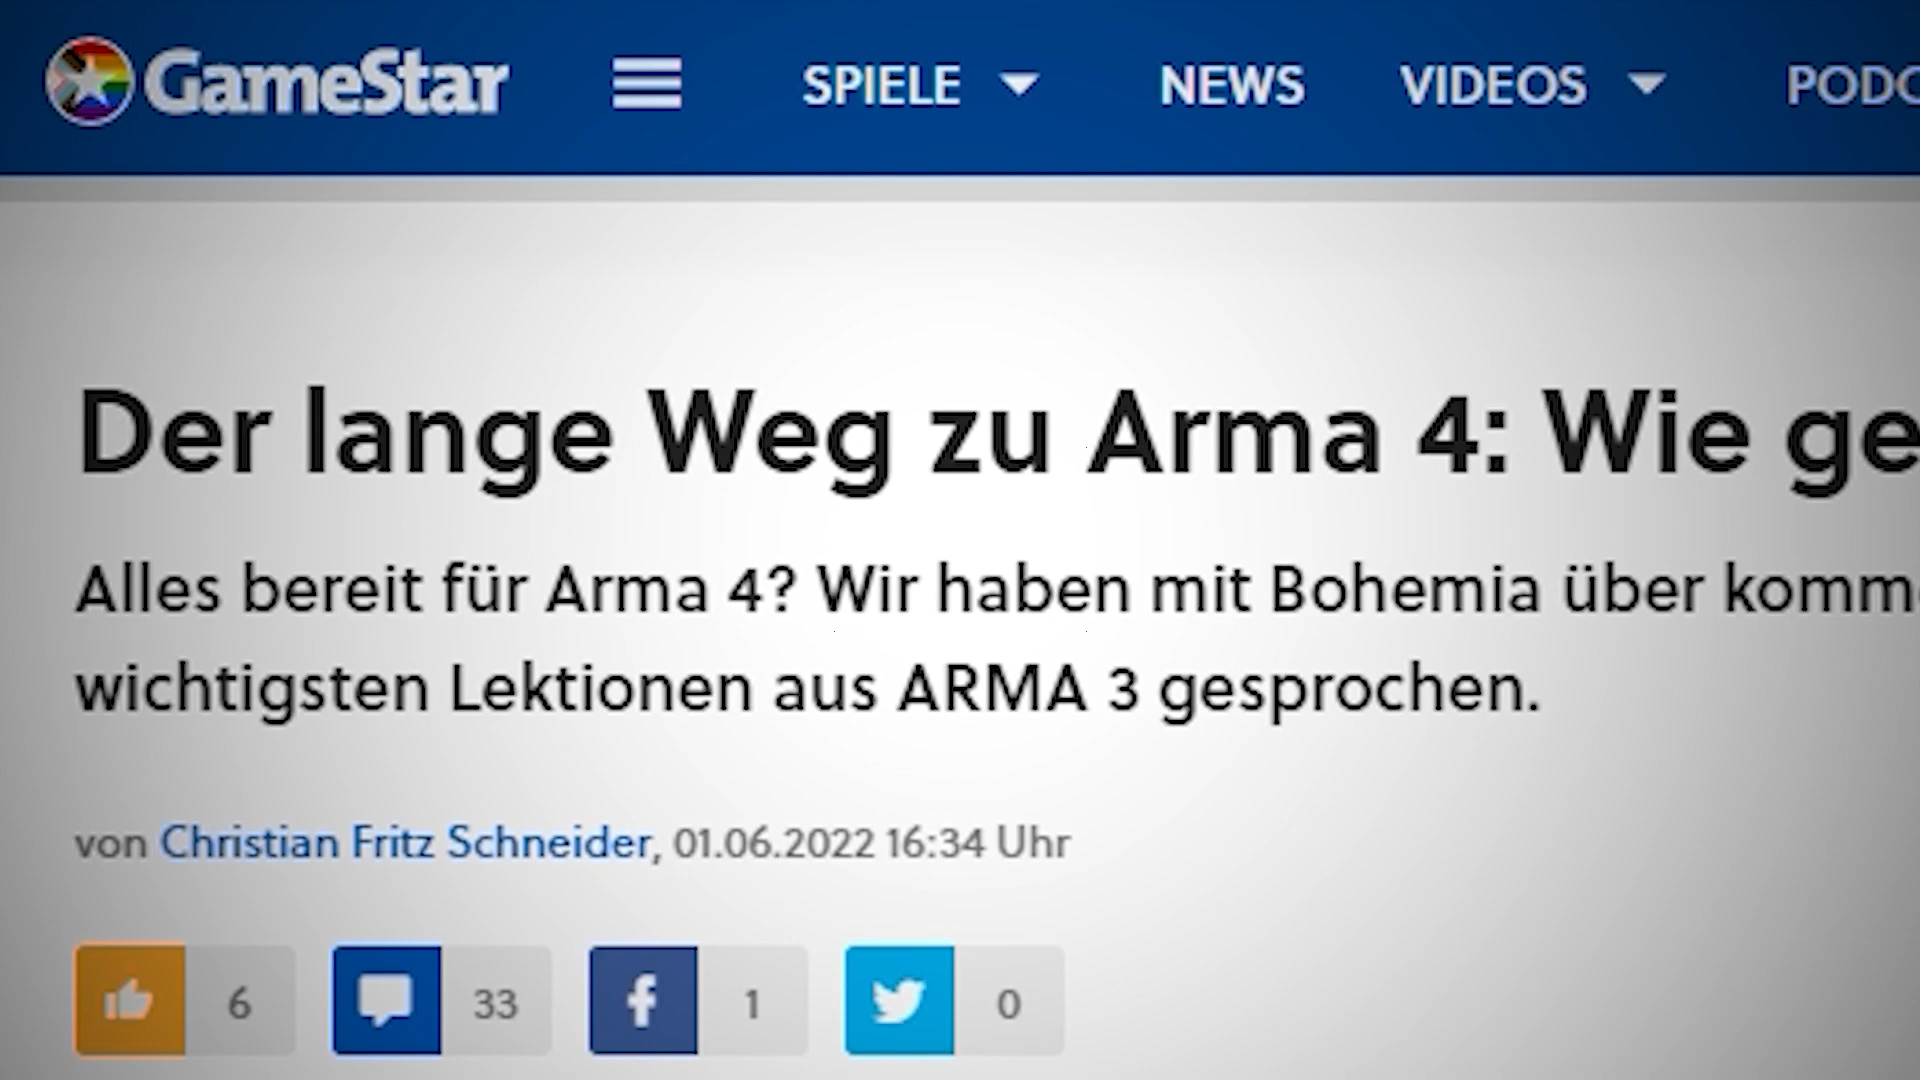 GameStar SPIELE NEWS VIDEOS
Der lange Weg zu Arma 4: Wie
Alles bereit für Arma 4? Wir haben mit Bohemia über
wichtigsten Lektionen aus ARMA 3 gesprochen.
von Christian Fritz Schneider, 01.06.2022 16:34 Uhr
6 33 1 0